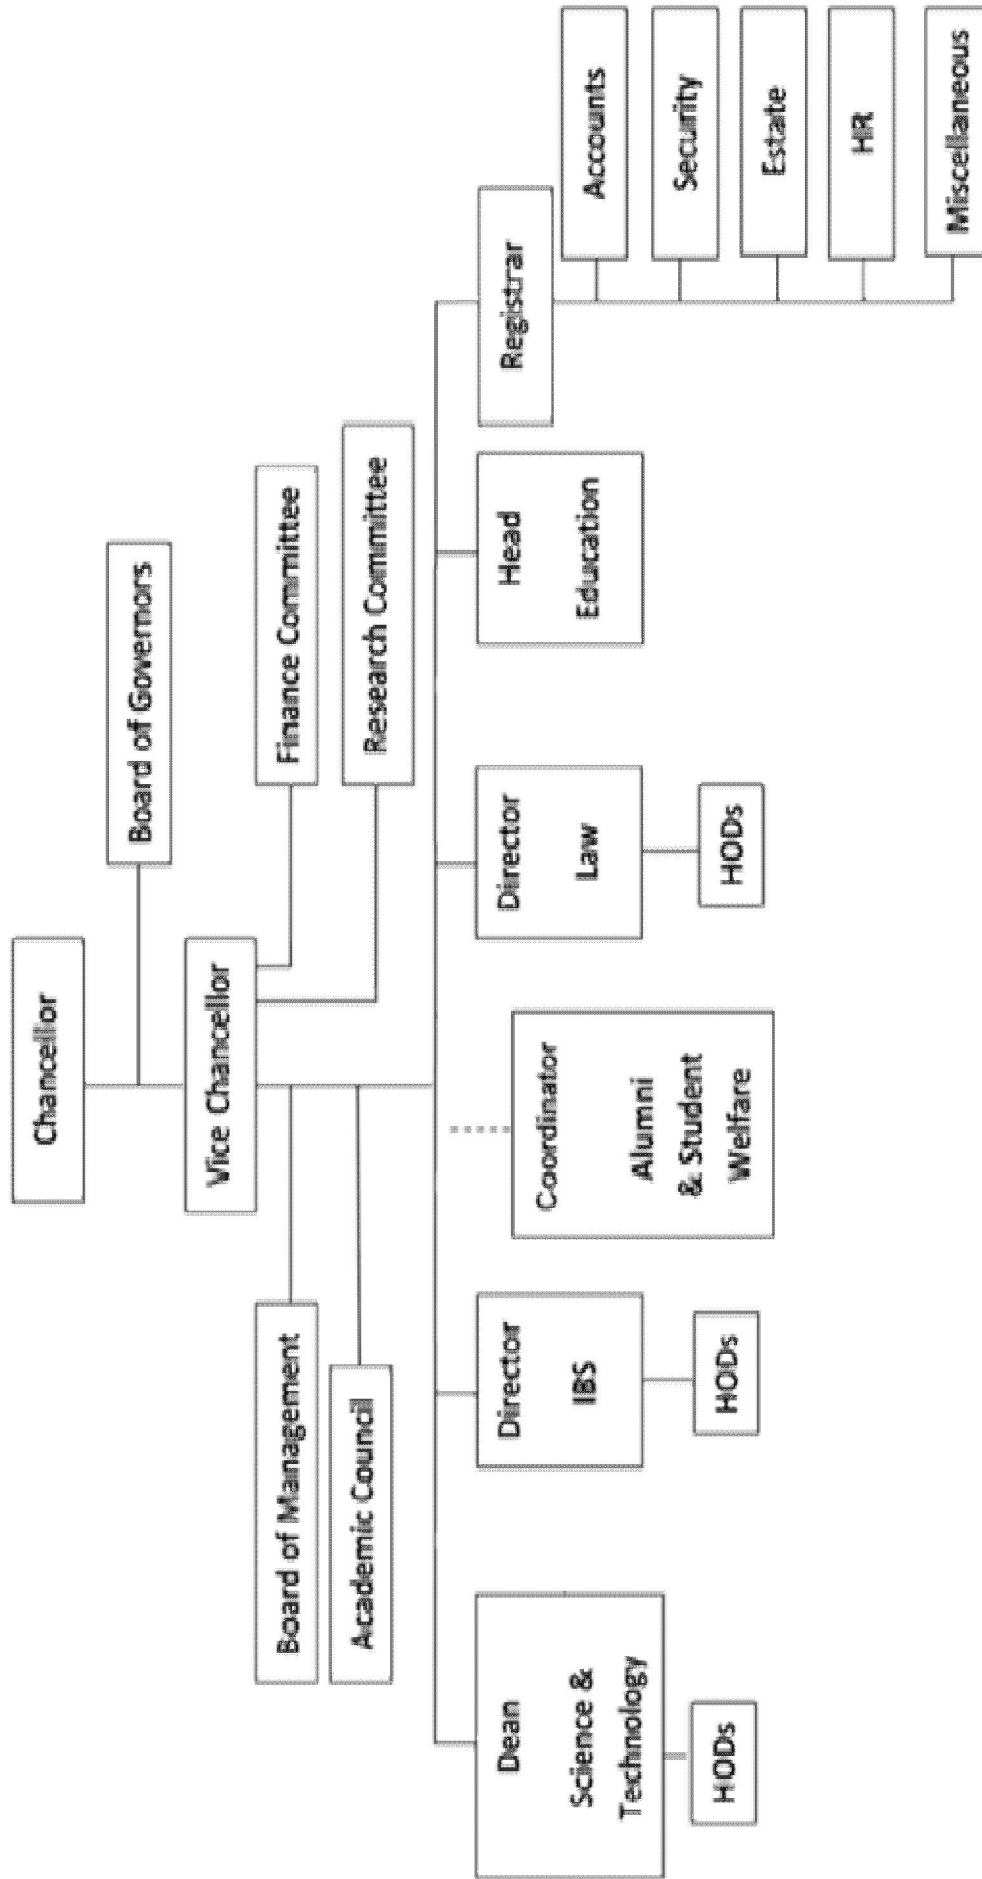 Chancellor
Board of Governors
Vice Chancellor
Board of Management
Finance Committee
Academic Council
Research Committee
Dean
Science &
Technology
HODs
Director
IBS
HODs
Coordinator
Alumni
& Student
Welfare
Director
Law
HODs
Head
Education
Registrar
Accounts
Security
Estate
HR
Miscellaneous